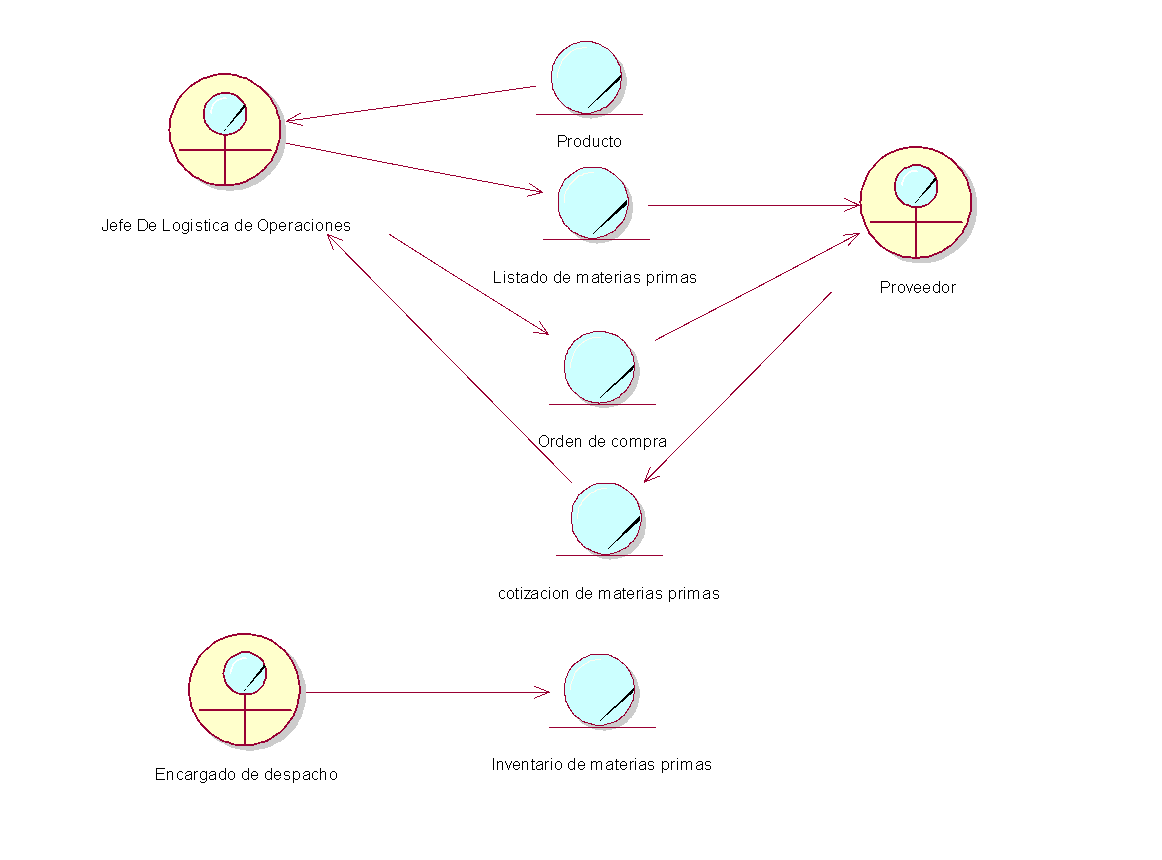 Producto
Jefe De Logistica de Operaciones
Listado de materias primas
Proveedor
Orden de compra
cotizacion de materias primas
Encargado de despacho
Inventario de materias primas